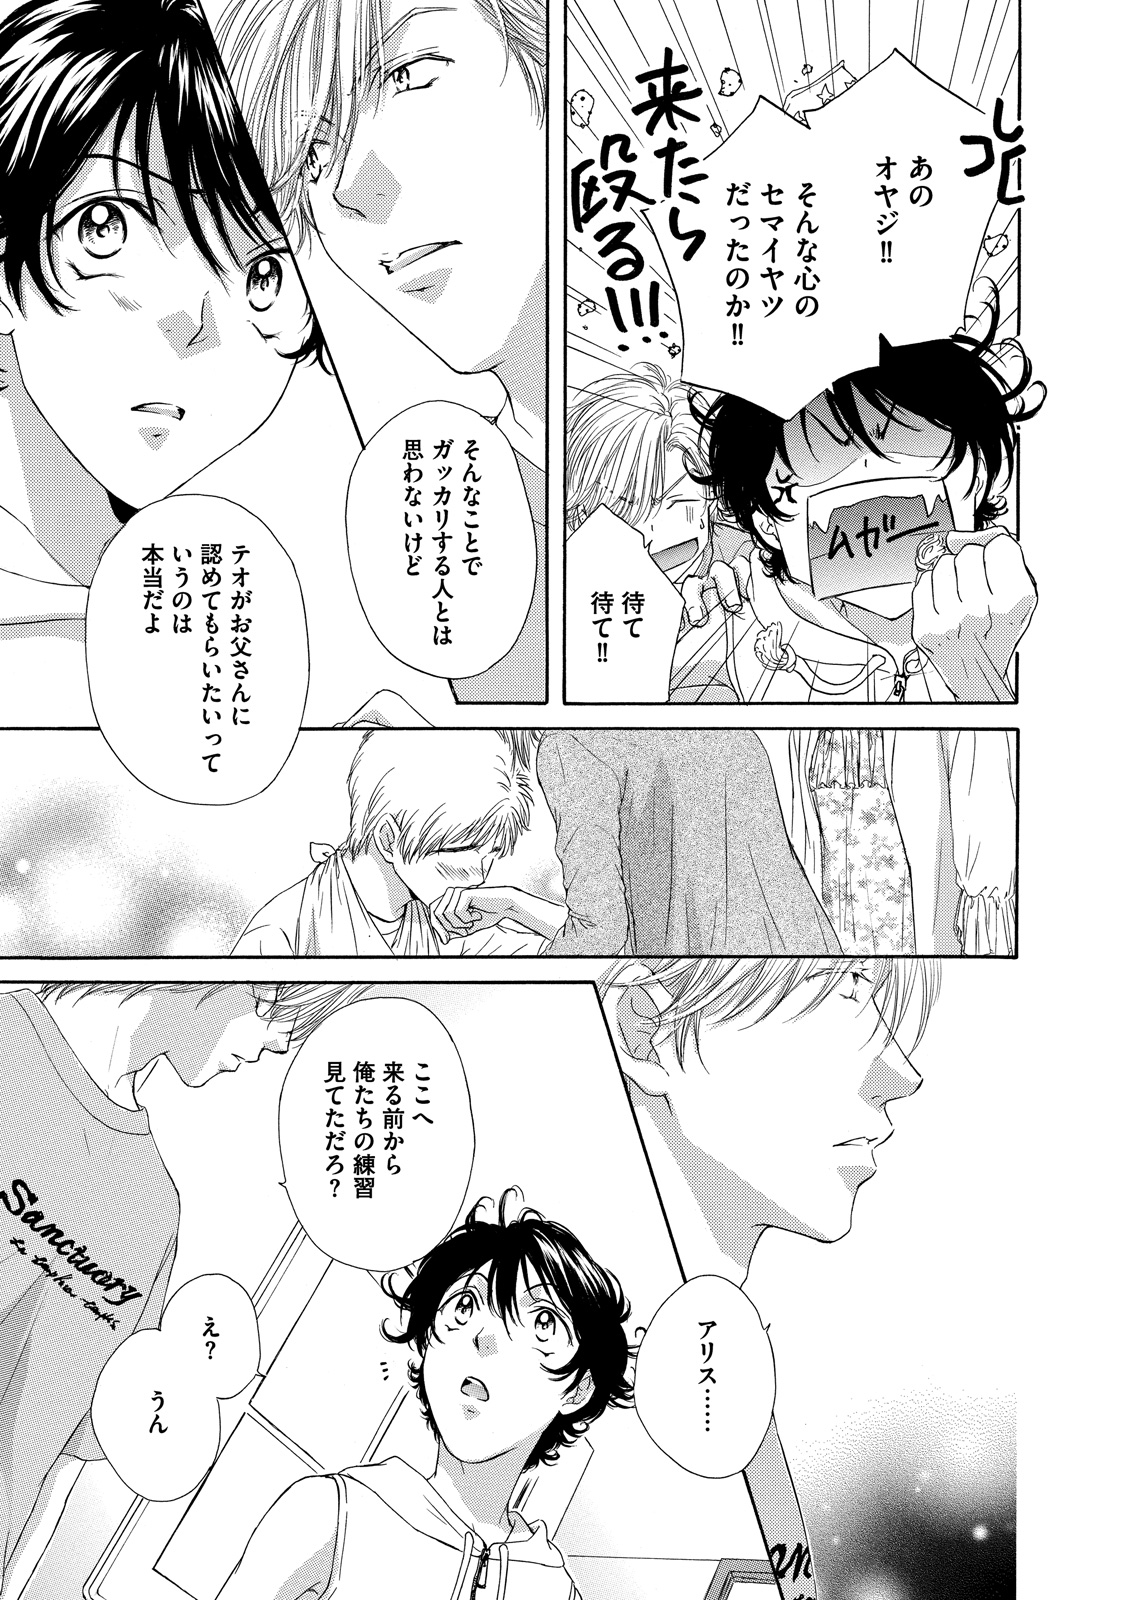 あの
オヤジ!!
そんな心の
セマイヤツ
だったのか!!
来たら
殴る!!!
ムガー
待て
待て!!
そんなことで
ガッカリする人とは
思わないけど
テオがお父さんに
認めてもらいたいって
いうのは
本当だよ
アリス……
ここへ
来る前から
俺たちの練習
見てただろ？
え？
うん
Sanctuary